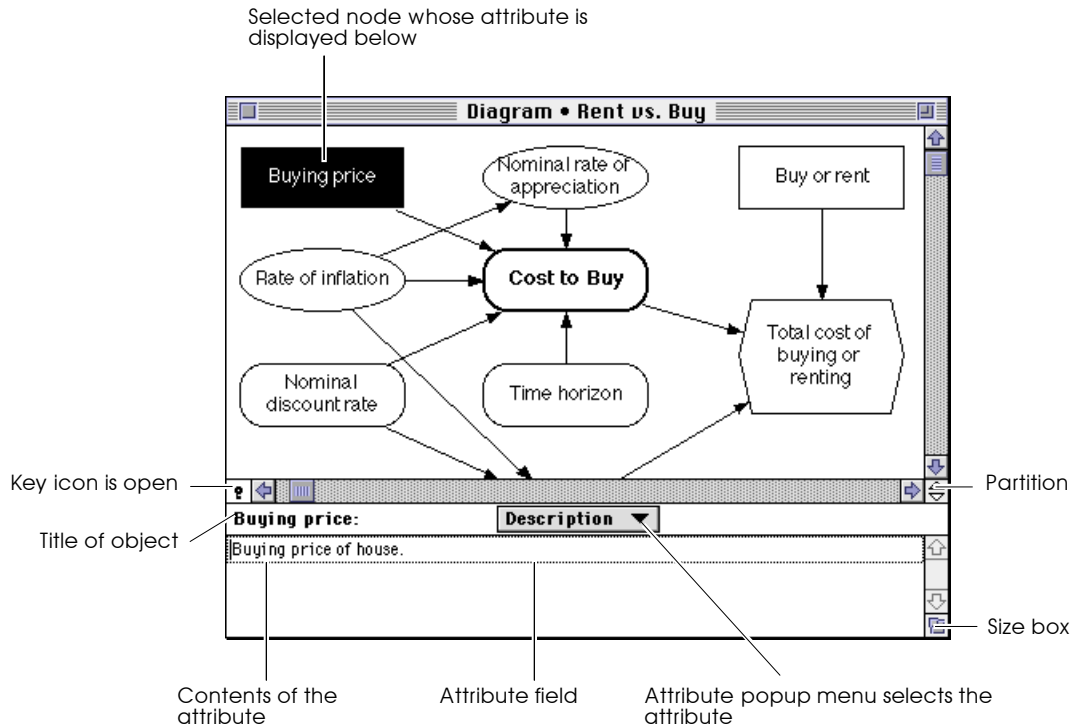 Selected node whose attribute is
displayed below
Diagram • Rent vs. Buy
Buying price
Nominal rate of
appreciation
Buy or rent
Rate of inflation
Cost to Buy
Total cost of
buying or
renting
Nominal
discount rate
Time horizon
Key icon is open
Partition
Title of object
Buying price:
Description
Buying price of house.
Size box
Contents of the
attribute
Attribute field
Attribute popup menu selects the
attribute